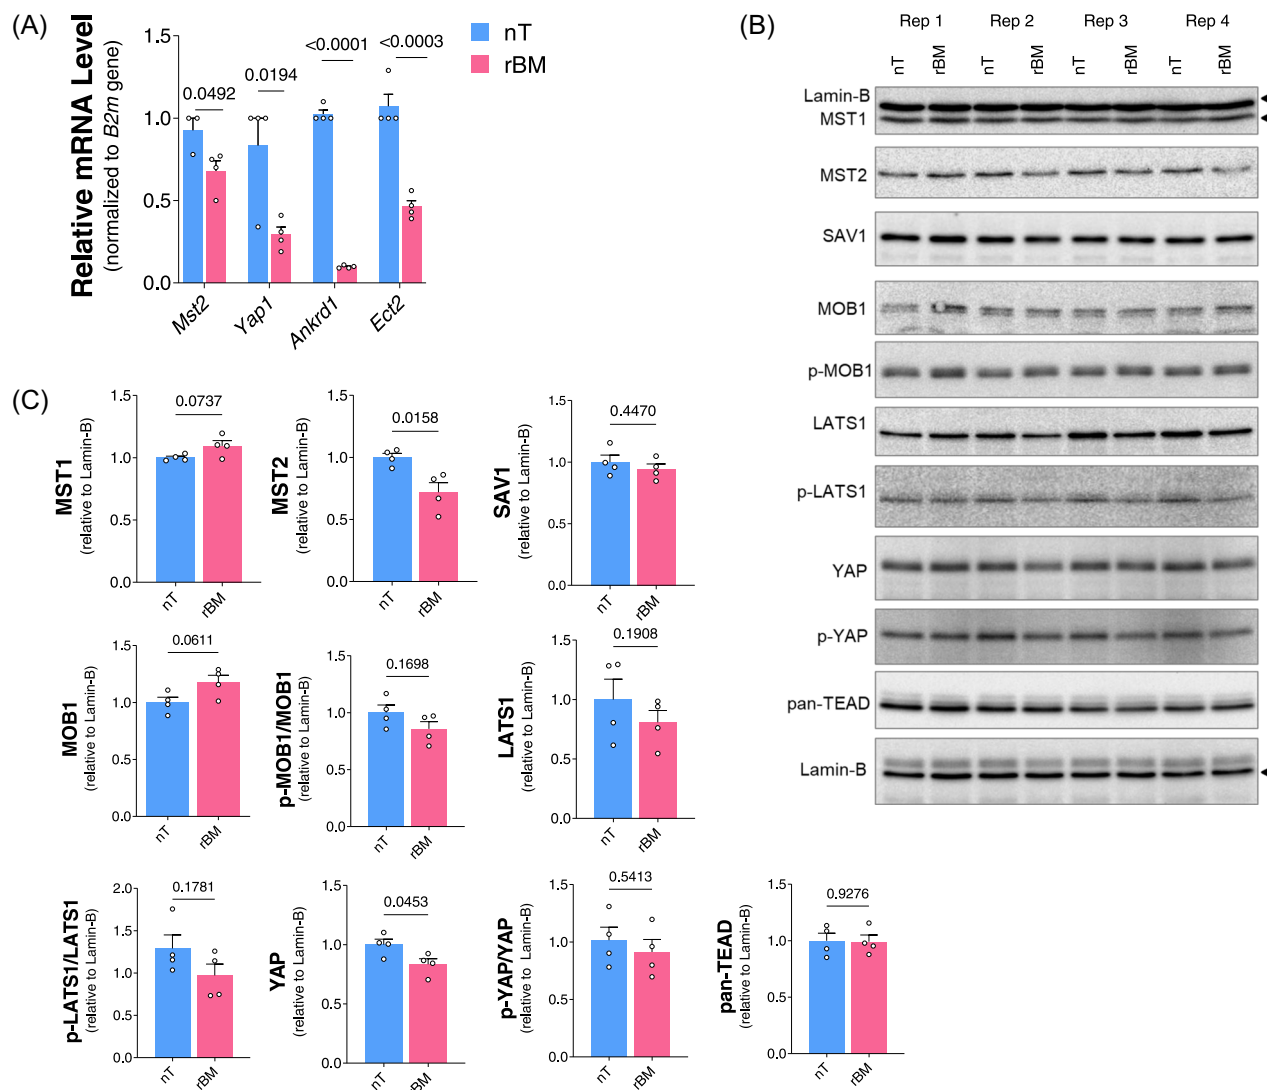 (A)
Relative mRNA Level
(normalized to B2m gene)
1.5
1.0
0.5
0.0
0.0492
0.0194
<0.0001
<0.0003
nT
rBM
Mst2
Yap1
Ankrd1
Ect2
(B)
Rep 1
Rep 2
Rep 3
Rep 4
nT
rBM
nT
rBM
nT
rBM
nT
rBM
Lamin-B
MST1
MST2
SAV1
MOB1
p-MOB1
LATS1
p-LATS1
YAP
p-YAP
pan-TEAD
Lamin-B
(C)
MST1
(relative to Lamin-B)
1.5
1.0
0.5
0.0
0.0737
nT
rBM
MST2
(relative to Lamin-B)
1.5
1.0
0.5
0.0
0.0158
nT
rBM
SAV1
(relative to Lamin-B)
1.5
1.0
0.5
0.0
0.4470
nT
rBM
MOB1
(relative to Lamin-B)
1.5
1.0
0.5
0.0
0.0611
nT
rBM
p-MOB1/MOB1
(relative to Lamin-B)
1.5
1.0
0.5
0.0
0.1698
nT
rBM
LATS1
(relative to Lamin-B)
1.5
1.0
0.5
0.0
0.1908
nT
rBM
p-LATS1/LATS1
(relative to Lamin-B)
2.0
1.5
1.0
0.5
0.0
0.1781
nT
rBM
YAP
(relative to Lamin-B)
1.5
1.0
0.5
0.0
0.0453
nT
rBM
p-YAP/YAP
(relative to Lamin-B)
1.5
1.0
0.5
0.0
0.5413
nT
rBM
pan-TEAD
(relative to Lamin-B)
1.5
1.0
0.5
0.0
0.9276
nT
rBM